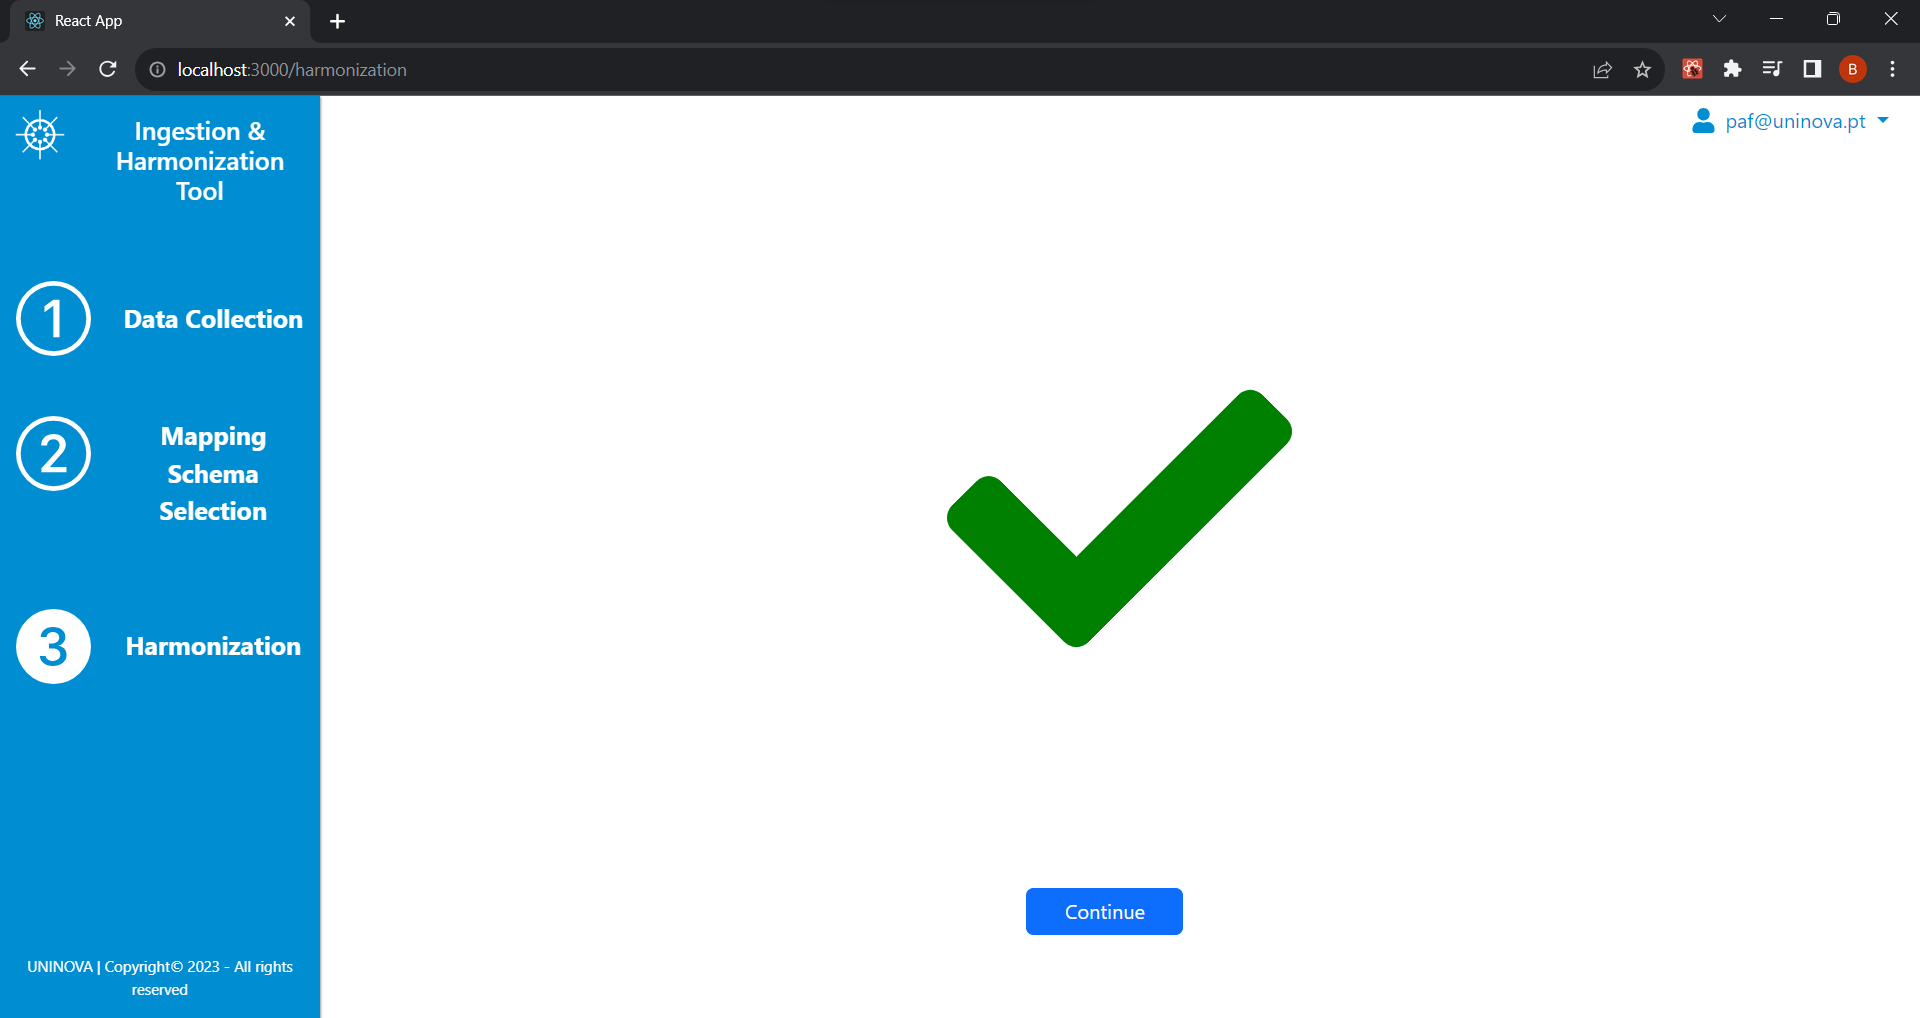 React App
localhost:3000/harmonization
B
Ingestion &
Harmonization
Tool
paf@uninova.pt
1
Data Collection
2
Mapping
Schema
Selection
3
Harmonization
Continue
UNINOVA | Copyright© 2023 - All rights
reserved